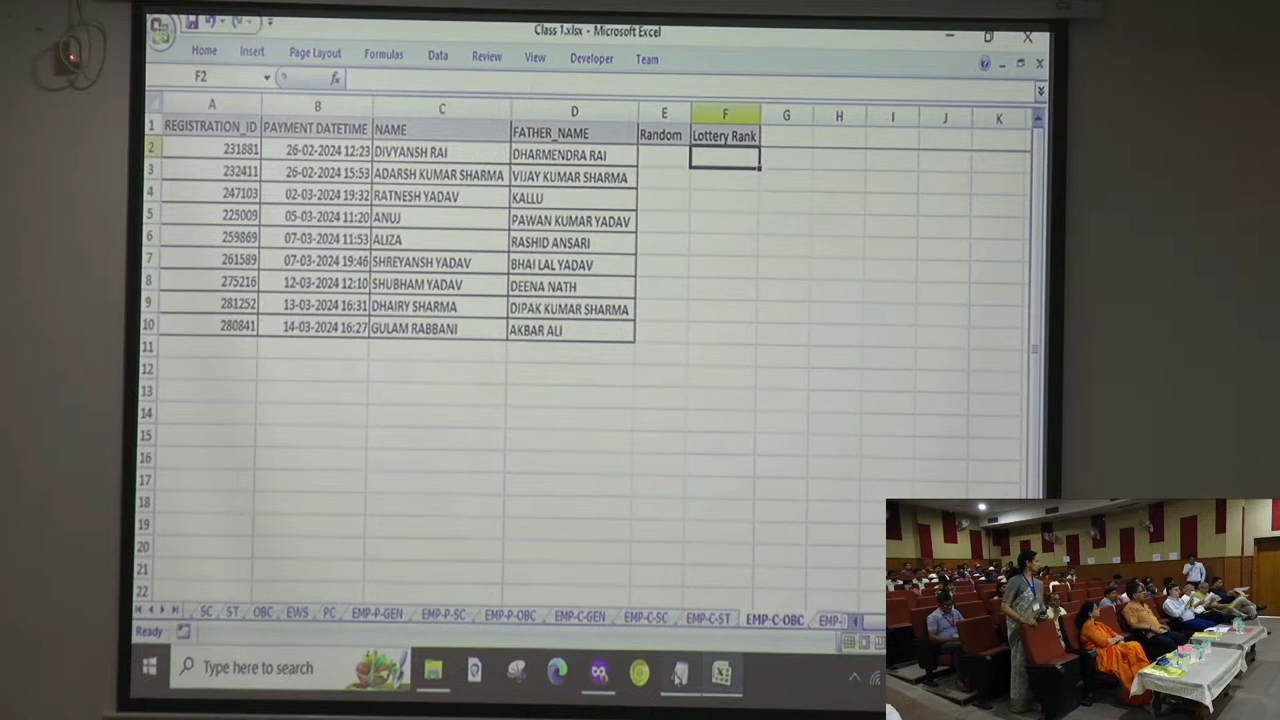 Class 1.xlsx - Microsoft Excel
Home Insert Page Layout Formulas Data Review View Developer Team
F2 fx
A B C D E F G H I J K
1 REGISTRATION_ID PAYMENT DATETIME NAME FATHER_NAME Random Lottery Rank
2 231881 26-02-2024 12:23 DIVYANSH RAI DHARMENDRA RAI
3 232411 26-02-2024 15:53 ADARSH KUMAR SHARMA VIJAY KUMAR SHARMA
4 247103 02-03-2024 19:32 RATNESH YADAV KALLU
5 225009 05-03-2024 11:20 ANUJ PAWAN KUMAR YADAV
6 259869 07-03-2024 11:53 ALIZA RASHID ANSARI
7 261589 07-03-2024 19:46 SHREYANSH YADAV BHAI LAL YADAV
8 275216 12-03-2024 12:10 SHUBHAM YADAV DEENA NATH
9 281252 13-03-2024 16:31 DHAIRY SHARMA DIPAK KUMAR SHARMA
10 280841 14-03-2024 16:27 GULAM RABBANI AKBAR ALI
11
12
13
14
15
16
17
18
19
20
21
22
SC ST OBC EWS PC EMP-P-GEN EMP-P-SC EMP-P-OBC EMP-C-GEN EMP-C-SC EMP-C-ST EMP-C-OBC EMP-
Ready
Type here to search